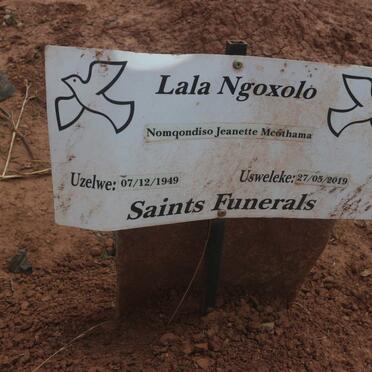 Lala Ngoxolo
Nomqondiso Jeanette Mcothama
Uzelwe: 07/12/1949 Usweleke: 27/05/2019
Saints Funerals